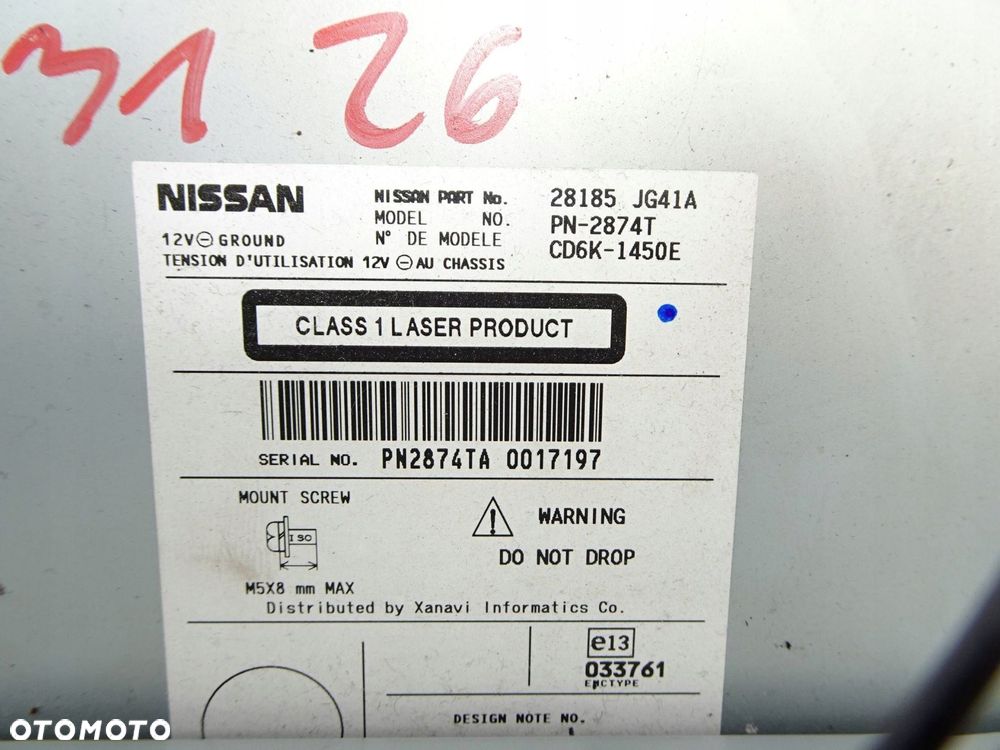 31 26
NISSAN
NISSAN PART No. 28185 JG41A
MODEL NO. PN-2874T
N° DE MODELE CD6K-1450E
12V⊖GROUND
TENSION D'UTILISATION 12V ⊖AU CHASSIS
CLASS 1 LASER PRODUCT
SERIAL NO. PN2874TA 0017197
MOUNT SCREW
ISO
M5X8 mm MAX
WARNING
DO NOT DROP
Distributed by Xanavi Informatics Co.
e13
033761
ENCTYPE
DESIGN NOTE NO.
OTOMOTO